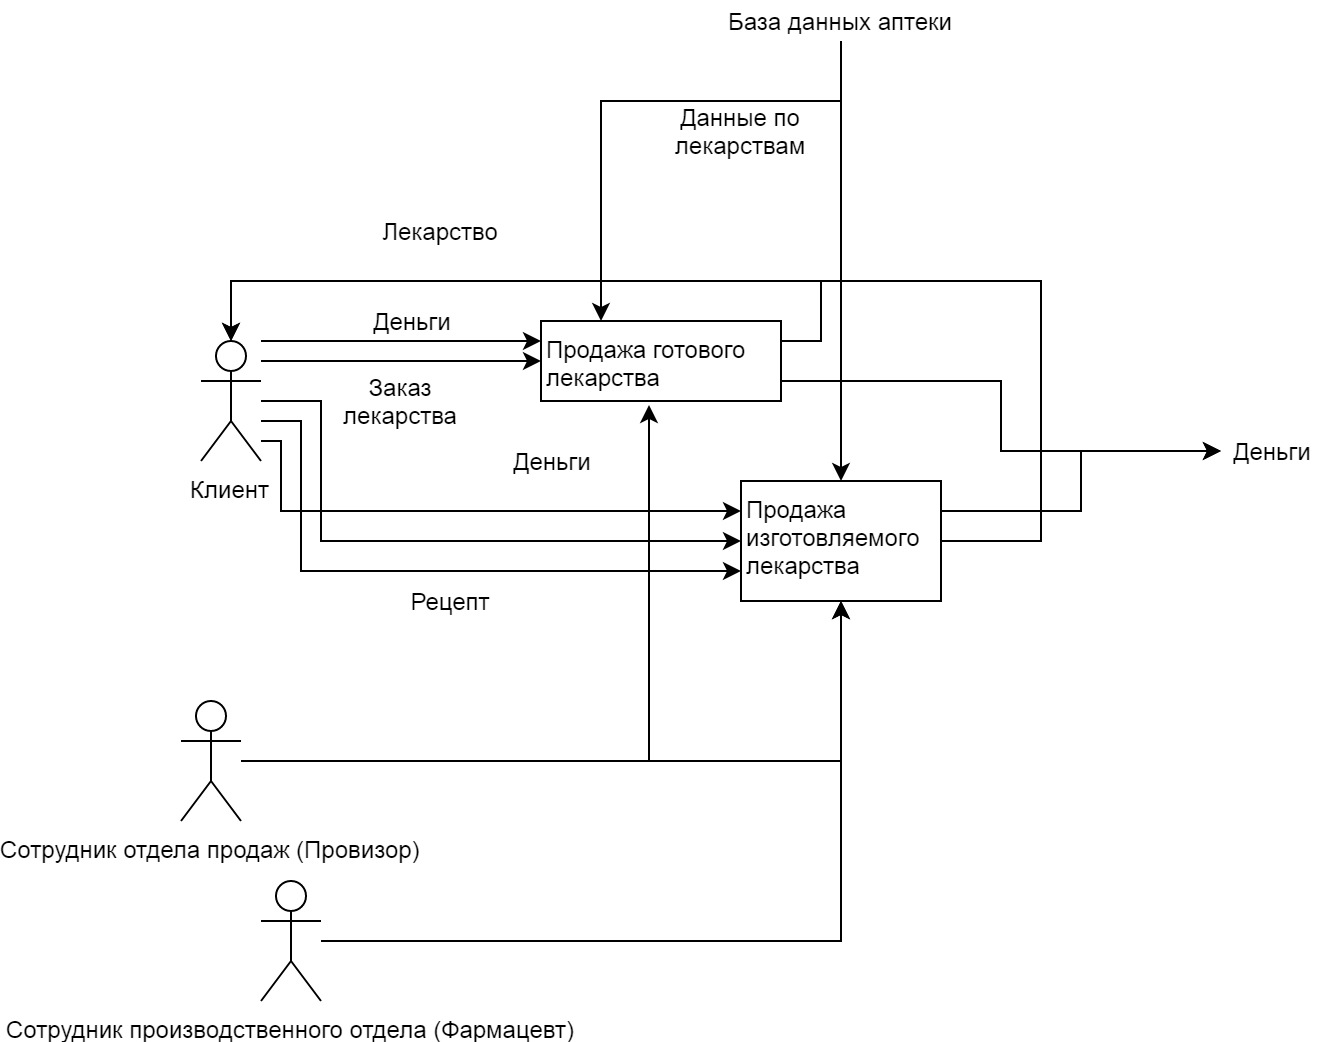 База данных аптеки
Данные по
лекарствам
Лекарство
Деньги
Продажа готового
лекарства
Заказ
лекарства
Деньги
Деньги
Клиент
Продажа
изготовляемого
лекарства
Рецепт
Сотрудник отдела продаж (Провизор)
Сотрудник производственного отдела (Фармацевт)